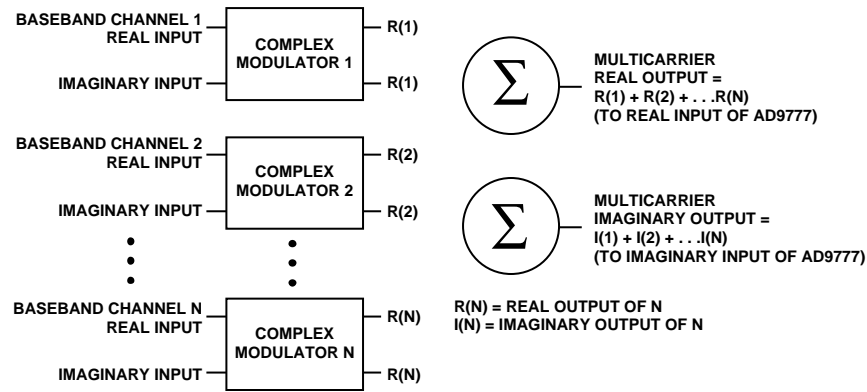 BASEBAND CHANNEL 1
REAL INPUT
IMAGINARY INPUT
COMPLEX
MODULATOR 1
R(1)
R(1)
BASEBAND CHANNEL 2
REAL INPUT
IMAGINARY INPUT
COMPLEX
MODULATOR 2
R(2)
R(2)
BASEBAND CHANNEL N
REAL INPUT
IMAGINARY INPUT
COMPLEX
MODULATOR N
R(N)
R(N)
Σ
MULTICARRIER
REAL OUTPUT =
R(1) + R(2) + . . .R(N)
(TO REAL INPUT OF AD9777)
Σ
MULTICARRIER
IMAGINARY OUTPUT =
I(1) + I(2) + . . .I(N)
(TO IMAGINARY INPUT OF AD9777)
R(N) = REAL OUTPUT OF N
I(N) = IMAGINARY OUTPUT OF N